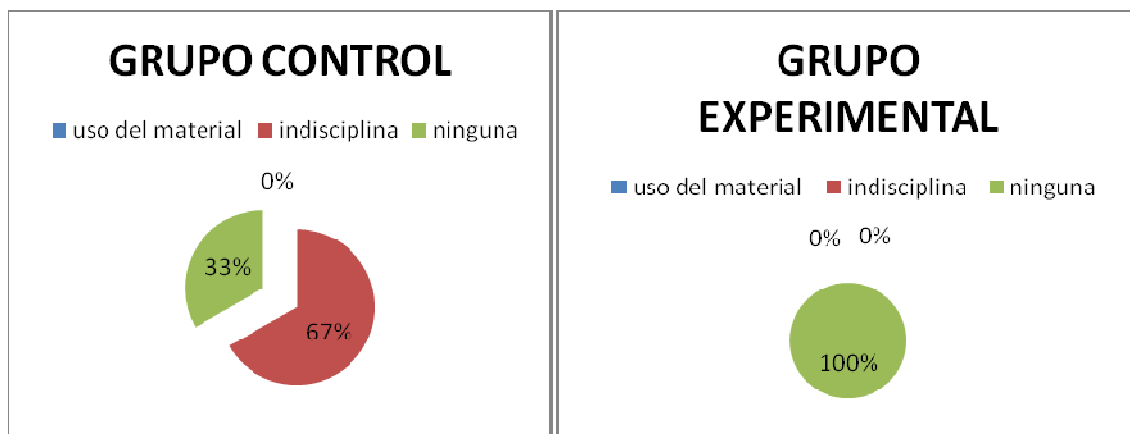 GRUPO CONTROL
uso del material indisciplina ninguna
0%
33%
67%
GRUPO
EXPERIMENTAL
uso del material indisciplina ninguna
0% 0%
100%